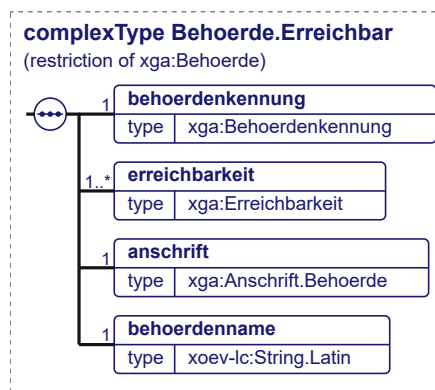 complexType Behoerde.Erreichbar
(restriction of xga:Behoerde)
1 behoerdenkennung
type xga:Behoerdenkennung
1..* erreichbarkeit
type xga:Erreichbarkeit
1 anschrift
type xga:Anschrift.Behoerde
1 behoerdenname
type xoev-lc:String.Latin